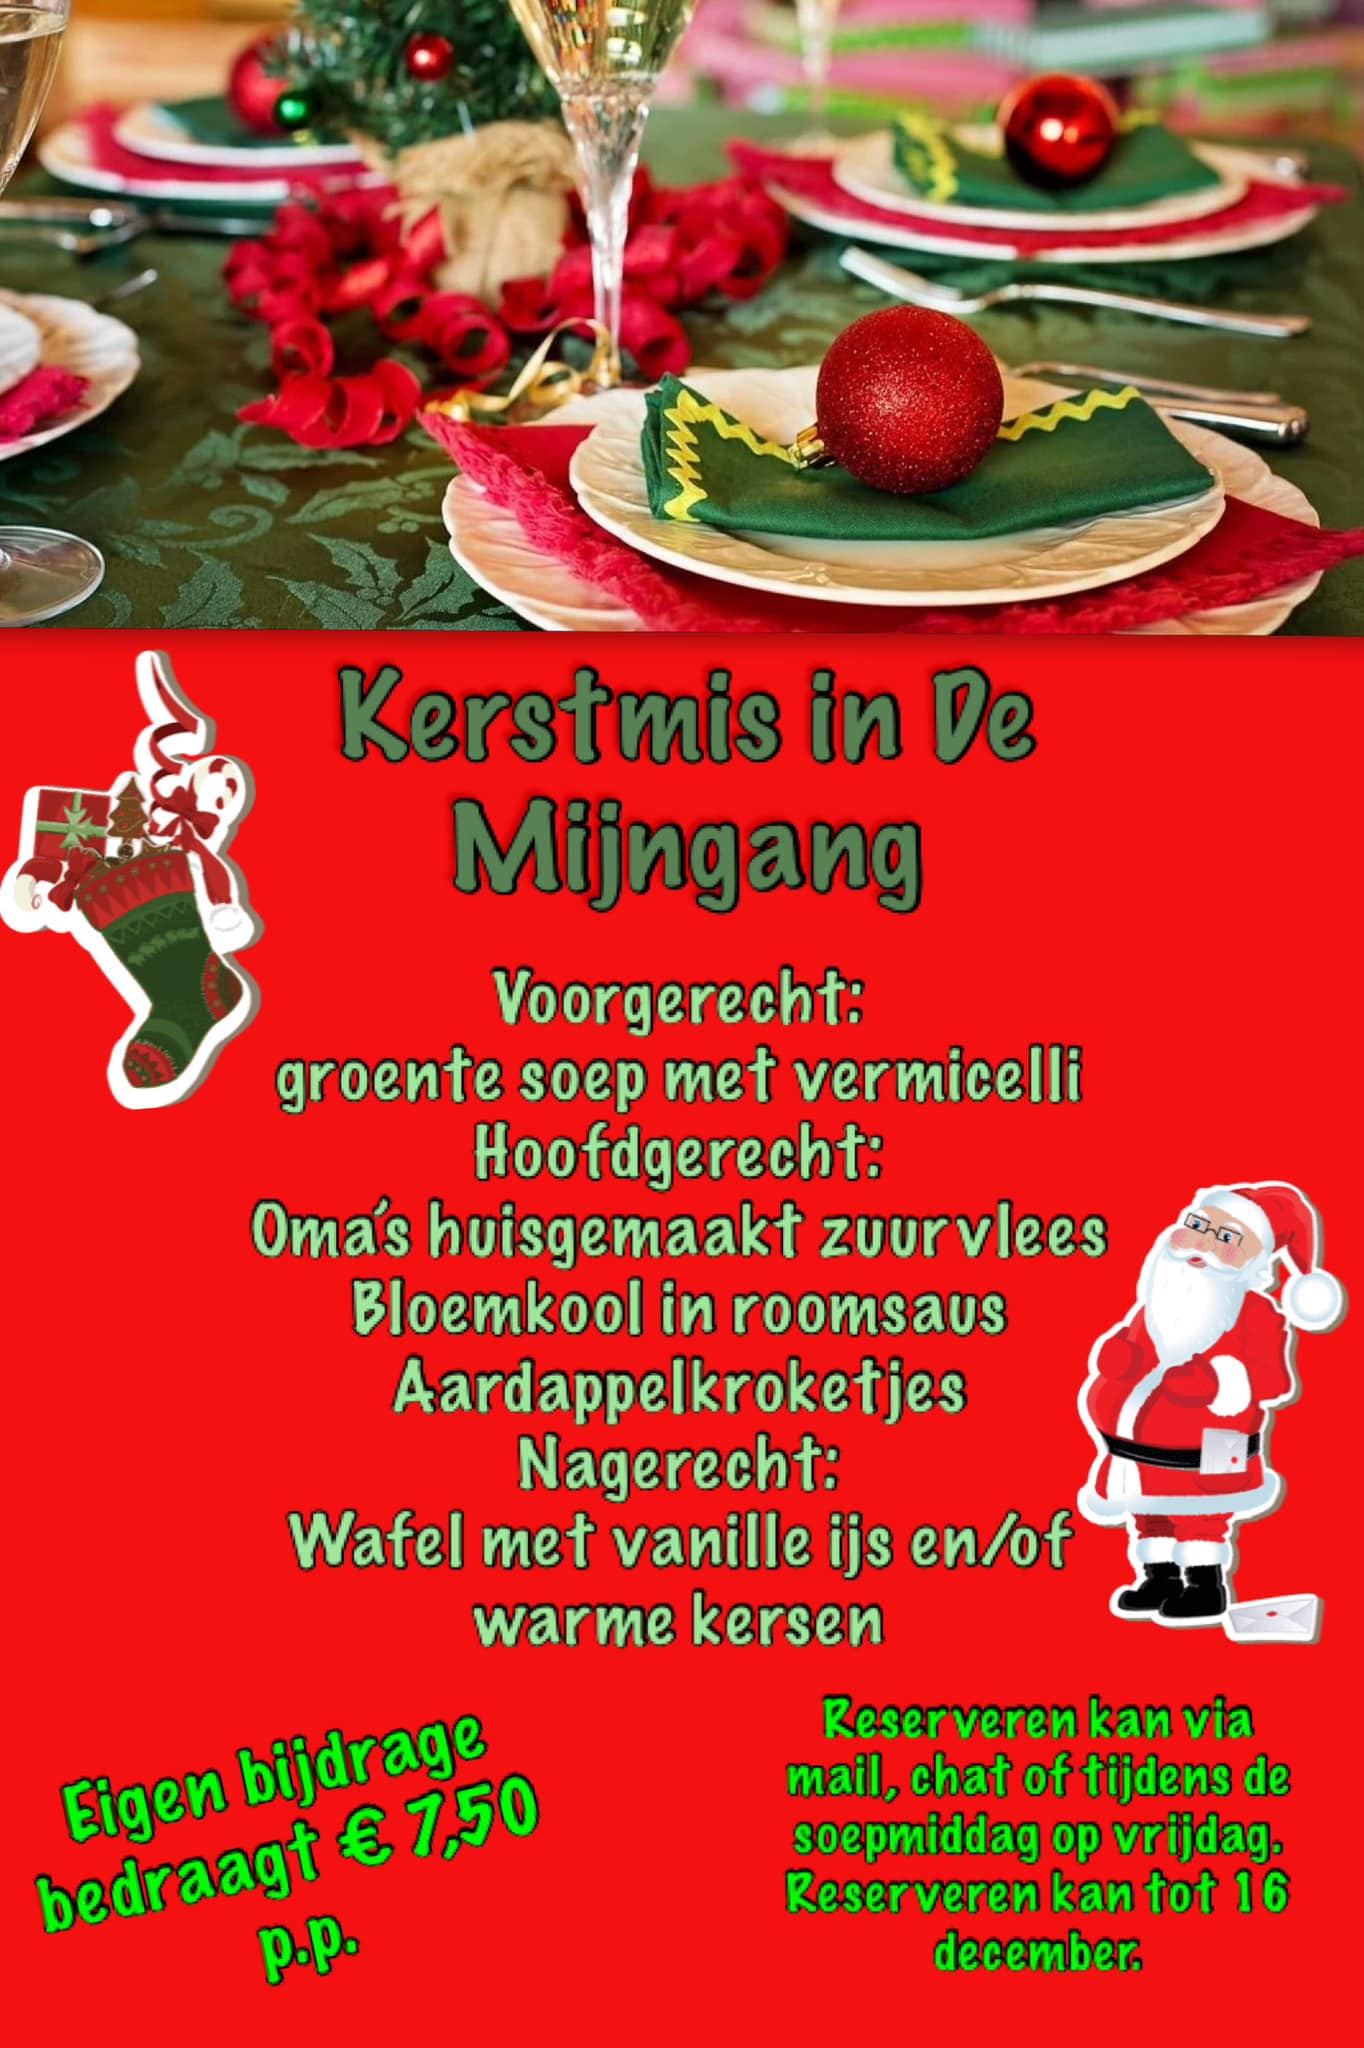 Kerstmis in De
Mijngang
Voorgerecht:
groente soep met vermicelli
Hoofdgerecht:
Oma's huisgemaakt zuurvlees
Bloemkool in roomsaus
Aardappelkroketjes
Nagerecht:
Wafel met vanille ijs en/of
warme kersen
Eigen bijdrage
bedraagt € 7,50
p.p.
Reserveren kan via
mail, chat of tijdens de
soepmiddag op vrijdag.
Reserveren kan tot 16
december.